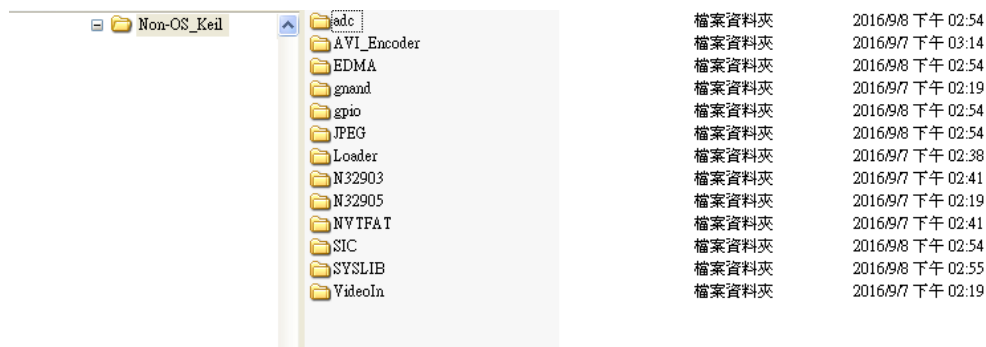 Non-OS_Keil
adc 檔案資料夾 2016/9/8 下午 02:54
AVI_Encoder 檔案資料夾 2016/9/7 下午 03:14
EDMA 檔案資料夾 2016/9/8 下午 02:54
gnand 檔案資料夾 2016/9/7 下午 02:19
gpio 檔案資料夾 2016/9/8 下午 02:54
JPEG 檔案資料夾 2016/9/8 下午 02:54
Loader 檔案資料夾 2016/9/7 下午 02:38
N32903 檔案資料夾 2016/9/7 下午 02:41
N32905 檔案資料夾 2016/9/7 下午 02:19
NVTFAT 檔案資料夾 2016/9/7 下午 02:41
SIC 檔案資料夾 2016/9/8 下午 02:54
SYSLIB 檔案資料夾 2016/9/8 下午 02:55
VideoIn 檔案資料夾 2016/9/7 下午 02:19